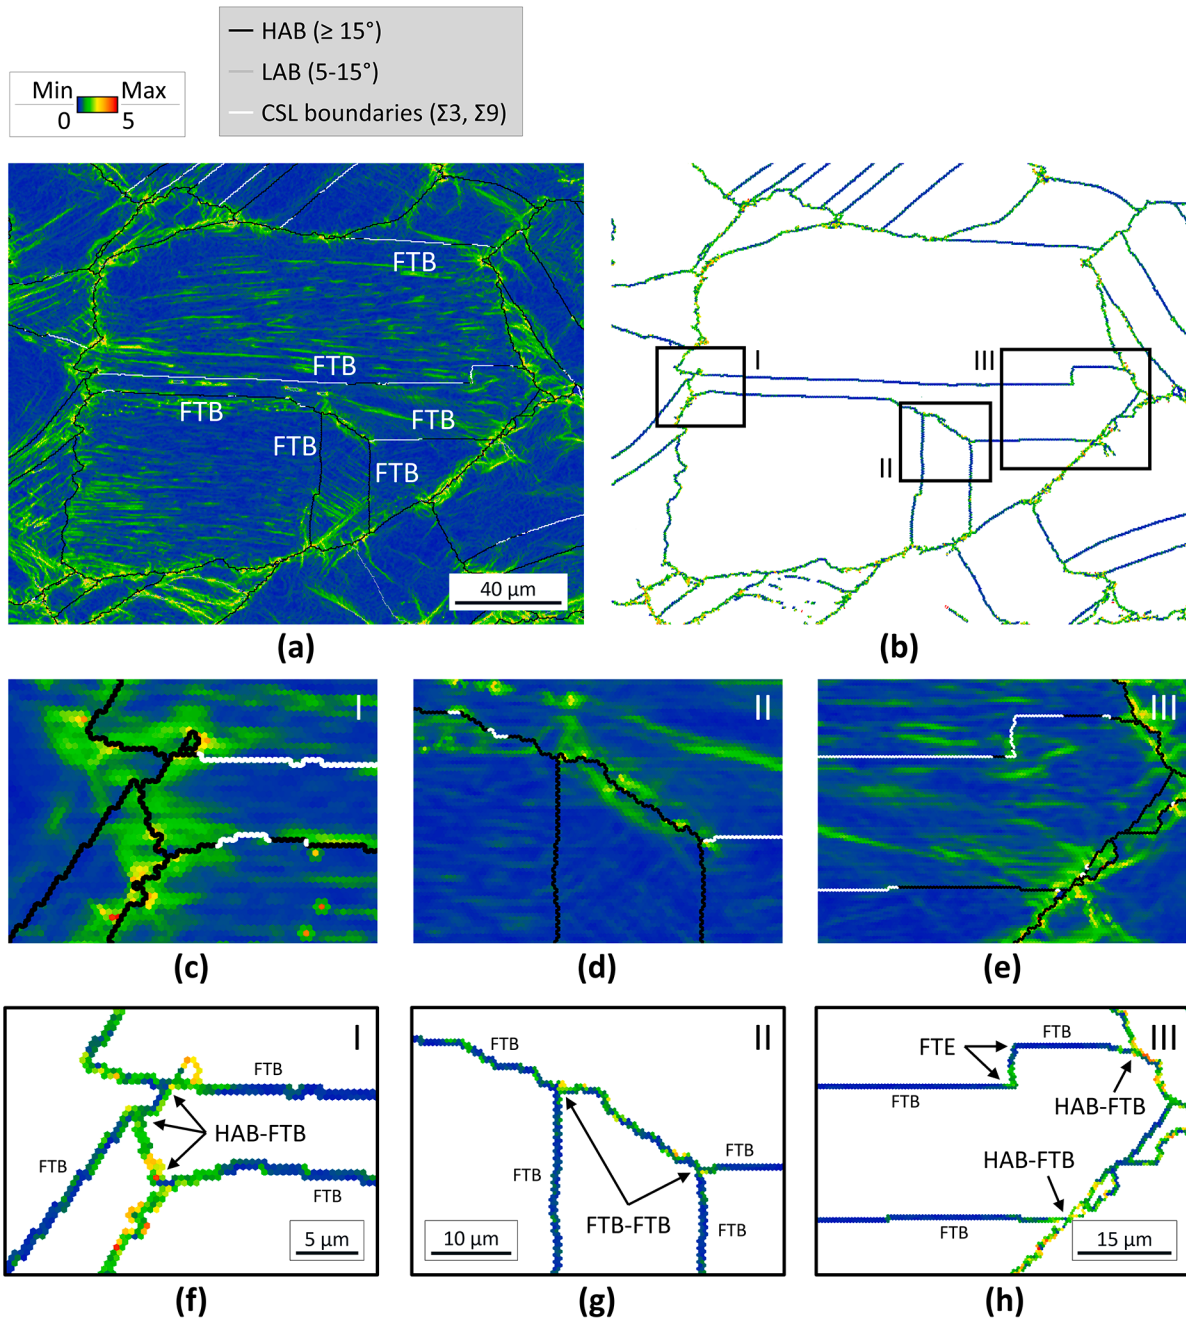 HAB (≥ 15°)
LAB (5-15°)
CSL boundaries (Σ3, Σ9)
Min Max
0 5
FTB
FTB
FTB
FTB
FTB
FTB
40 µm
(a)
I
III
II
(b)
I
(c)
II
(d)
III
(e)
I
FTB
HAB-FTB
FTB
FTB
5 µm
(f)
II
FTB
FTB
FTB
FTB-FTB
FTB
10 µm
(g)
III
FTB
FTE
FTB
HAB-FTB
HAB-FTB
FTB
15 µm
(h)